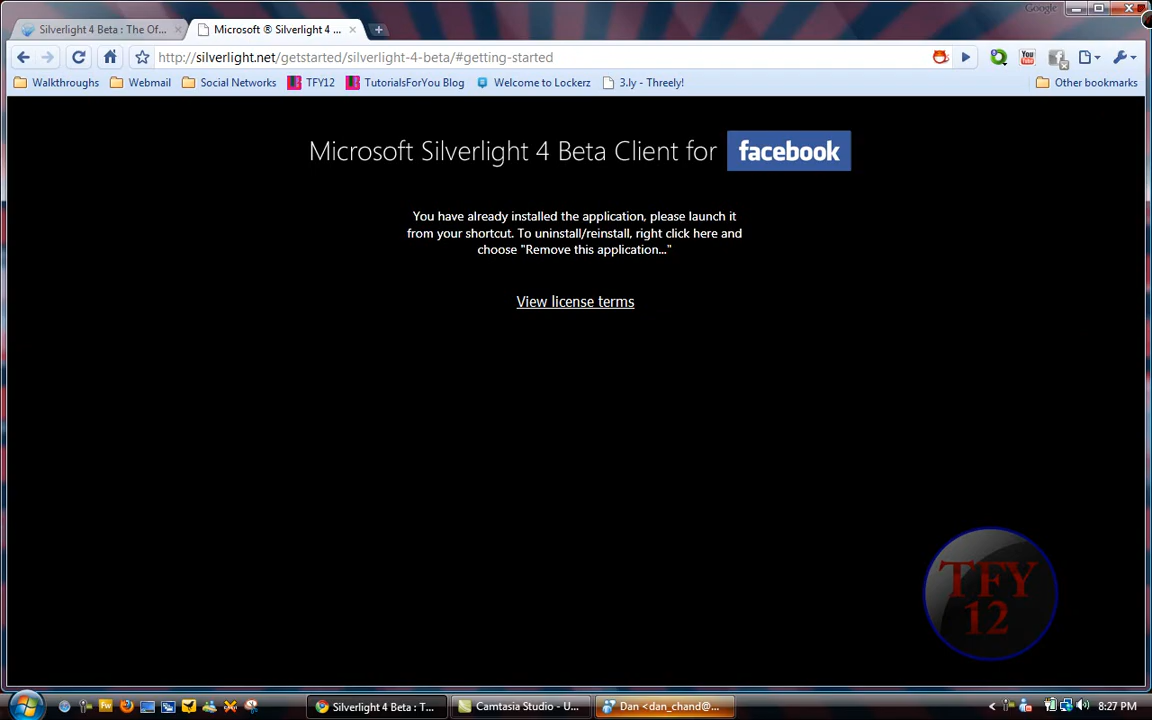 Google
Silverlight 4 Beta : The Of...
Microsoft ® Silverlight 4 ...
http://silverlight.net/getstarted/silverlight-4-beta/#getting-started
You Tube
Walkthroughs
Webmail
Social Networks
TFY12
TutorialsForYou Blog
Welcome to Lockerz
3.ly - Threely!
Other bookmarks
Microsoft Silverlight 4 Beta Client for facebook
You have already installed the application, please launch it
from your shortcut. To uninstall/reinstall, right click here and
choose "Remove this application..."
View license terms
TFY
12
Fw
Silverlight 4 Beta : T...
Camtasia Studio - U...
Dan <dan_chand@...
8:27 PM